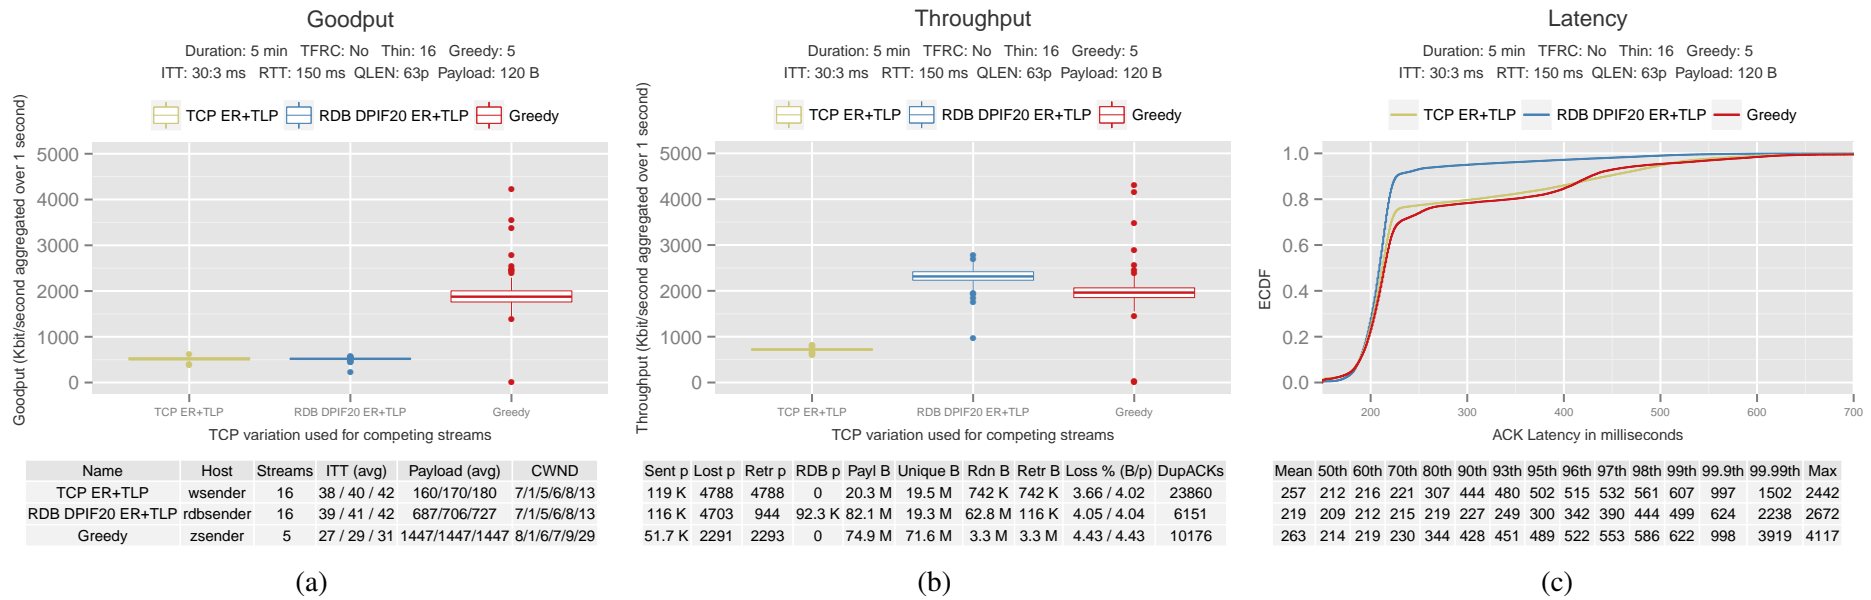 Goodput
Duration: 5 min TFRC: No Thin: 16 Greedy: 5
ITT: 30:3 ms RTT: 150 ms QLEN: 63p Payload: 120 B
TCP ER+TLP RDB DPIF20 ER+TLP Greedy
Goodput (Kbit/second aggregated over 1 second)
5000
4000
3000
2000
1000
0
TCP ER+TLP RDB DPIF20 ER+TLP Greedy
TCP variation used for competing streams
Name Host Streams ITT (avg) Payload (avg) CWND
TCP ER+TLP wsender 16 38 / 40 / 42 160/170/180 7/1/5/6/8/13
RDB DPIF20 ER+TLP rdbsender 16 39 / 41 / 42 687/706/727 7/1/5/6/8/13
Greedy zsender 5 27 / 29 / 31 1447/1447/1447 8/1/6/7/9/29
(a)
Throughput
Duration: 5 min TFRC: No Thin: 16 Greedy: 5
ITT: 30:3 ms RTT: 150 ms QLEN: 63p Payload: 120 B
TCP ER+TLP RDB DPIF20 ER+TLP Greedy
Throughput (Kbit/second aggregated over 1 second)
5000
4000
3000
2000
1000
0
TCP ER+TLP RDB DPIF20 ER+TLP Greedy
TCP variation used for competing streams
Sent p Lost p Retr p RDB p Payl B Unique B Rdn B Retr B Loss % (B/p) DupACKs
119 K 4788 4788 0 20.3 M 19.5 M 742 K 742 K 3.66 / 4.02 23860
116 K 4703 944 92.3 K 82.1 M 19.3 M 62.8 M 116 K 4.05 / 4.04 6151
51.7 K 2291 2293 0 74.9 M 71.6 M 3.3 M 3.3 M 4.43 / 4.43 10176
(b)
Latency
Duration: 5 min TFRC: No Thin: 16 Greedy: 5
ITT: 30:3 ms RTT: 150 ms QLEN: 63p Payload: 120 B
TCP ER+TLP RDB DPIF20 ER+TLP Greedy
ECDF
1.0
0.8
0.6
0.4
0.2
0.0
200 300 400 500 600 700
ACK Latency in milliseconds
Mean 50th 60th 70th 80th 90th 93th 95th 96th 97th 98th 99th 99.9th 99.99th Max
257 212 216 221 307 444 480 502 515 532 561 607 997 1502 2442
219 209 212 215 219 227 249 300 342 390 444 499 624 2238 2672
263 214 219 230 344 428 451 489 522 553 586 622 998 3919 4117
(c)